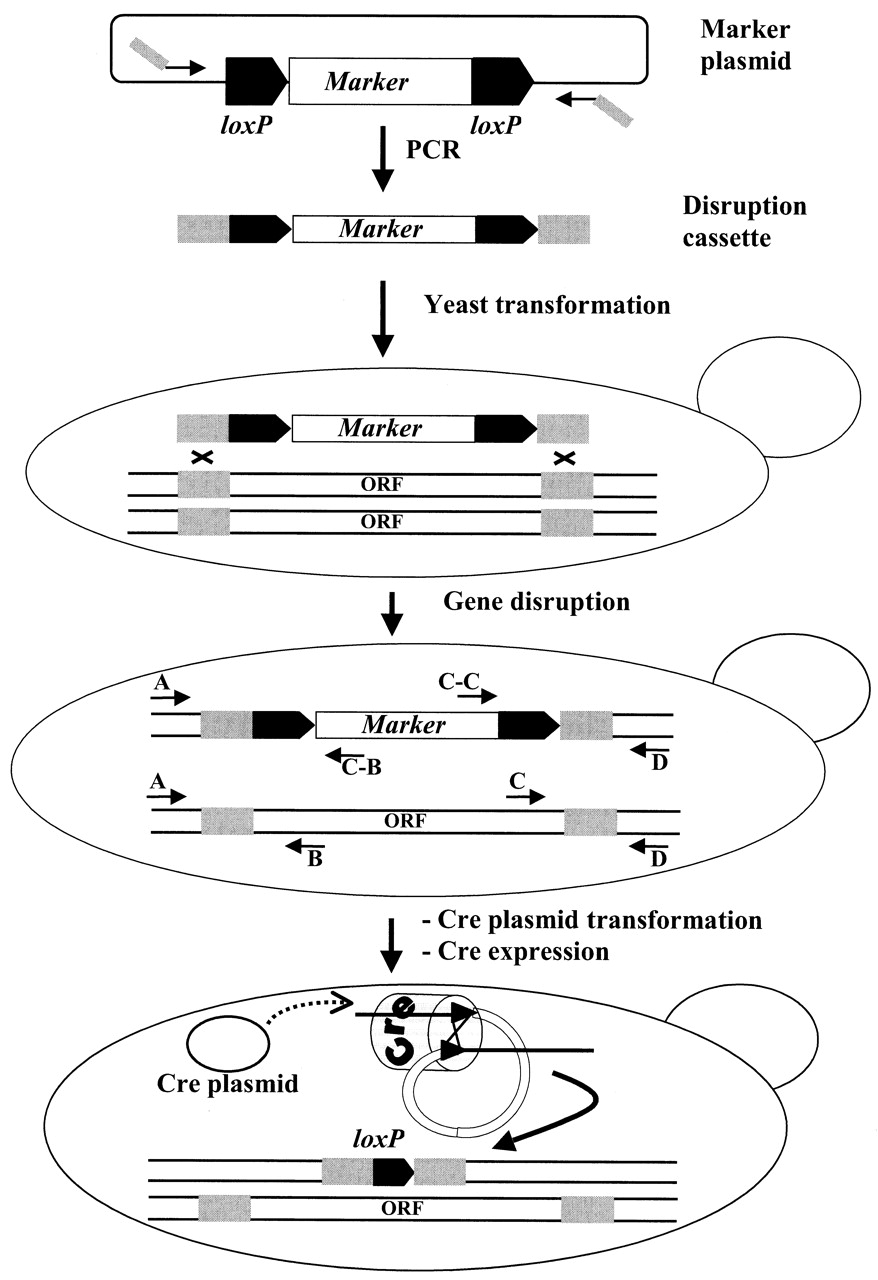 Marker
plasmid
Marker
loxP
loxP
PCR
Disruption
cassette
Marker
Yeast transformation
Marker
ORF
ORF
Gene disruption
A
C-C
Marker
C-B
D
A
C
ORF
B
D
- Cre plasmid transformation
- Cre expression
Cre
Cre plasmid
loxP
ORF